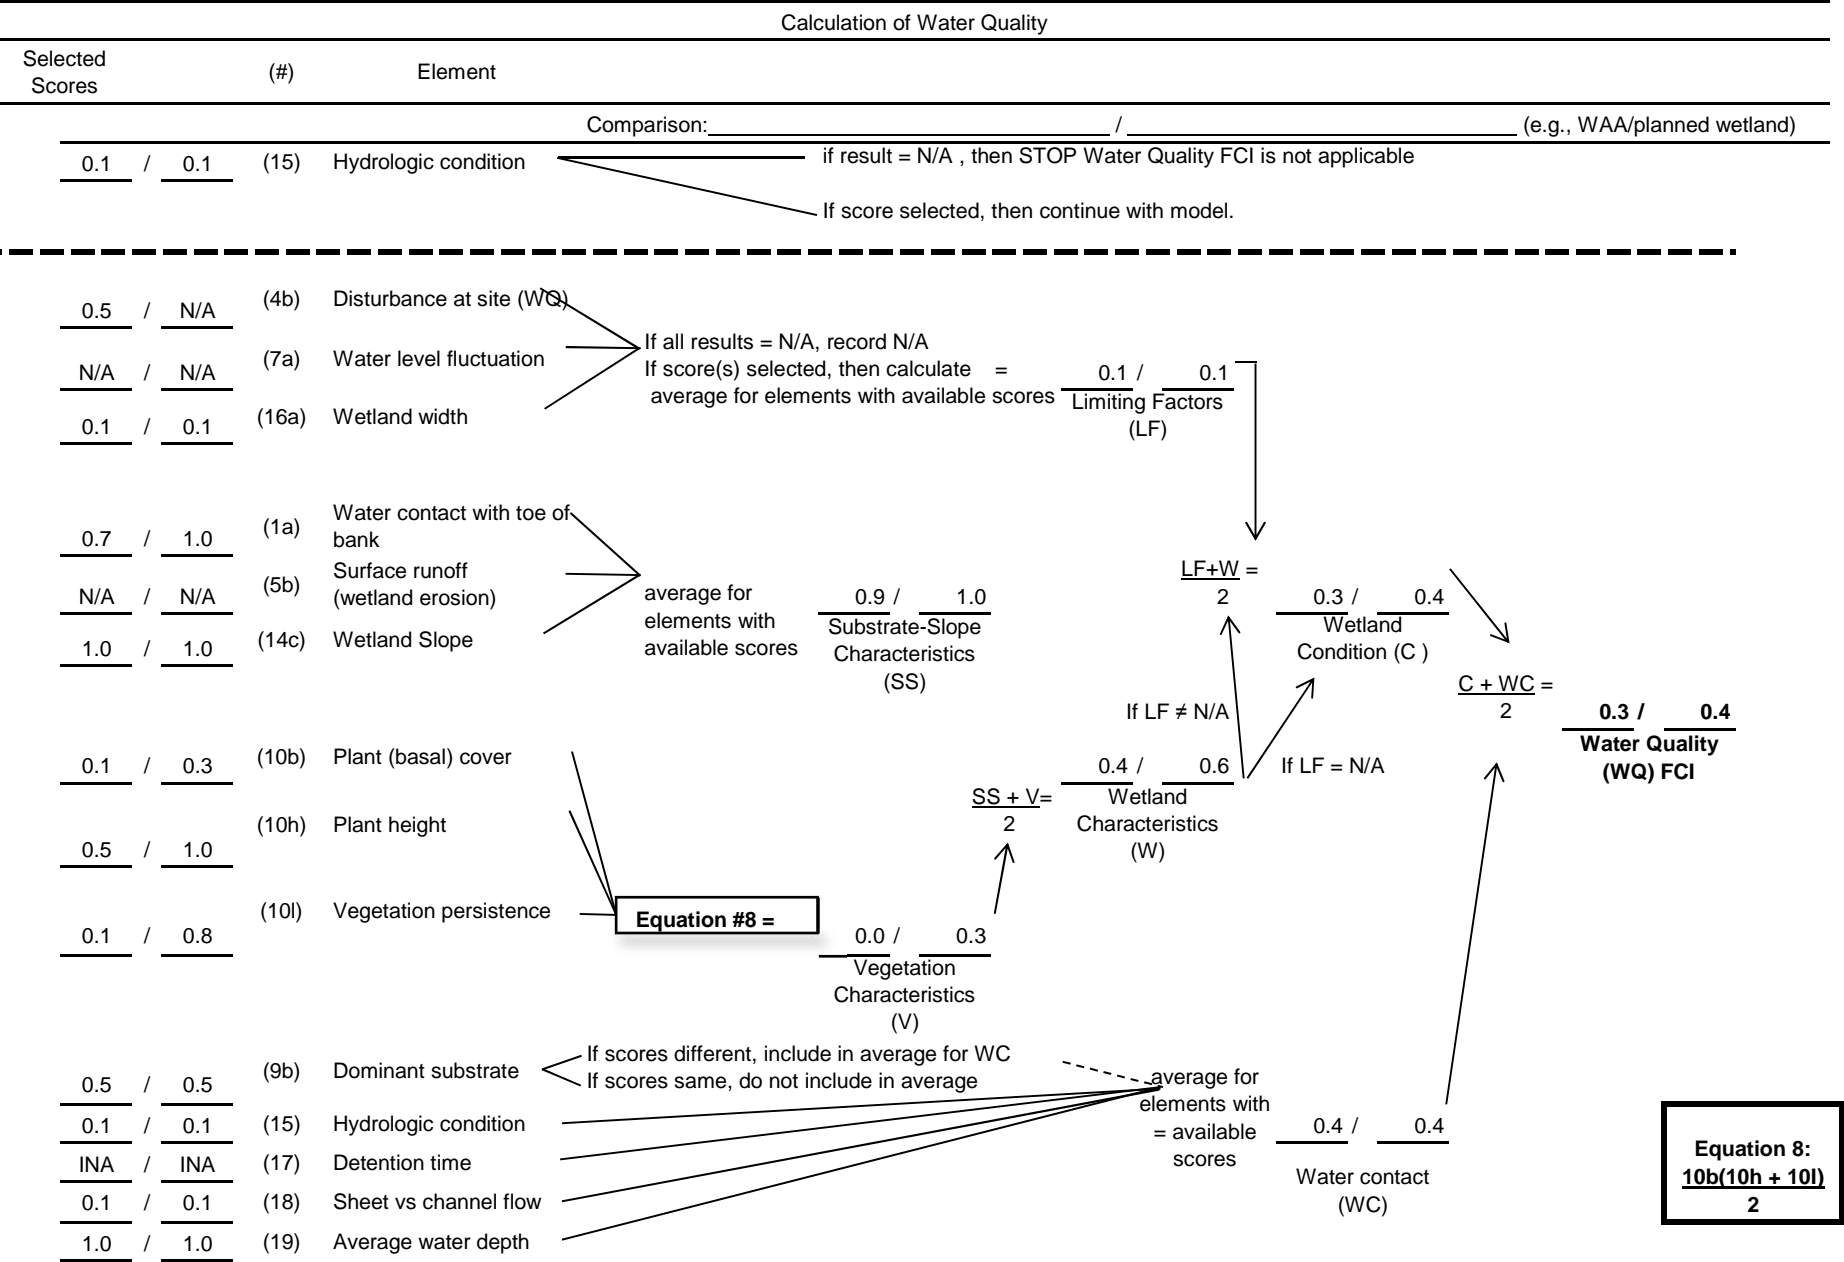 Calculation of Water Quality
Selected Scores (#) Element
Comparison: / (e.g., WAA/planned wetland)
0.1 / 0.1 (15) Hydrologic condition if result = N/A , then STOP Water Quality FCI is not applicable
If score selected, then continue with model.
0.5 / N/A (4b) Disturbance at site (WQ)
N/A / N/A (7a) Water level fluctuation
0.1 / 0.1 (16a) Wetland width
If all results = N/A, record N/A
If score(s) selected, then calculate =
average for elements with available scores
0.1 / 0.1
Limiting Factors
(LF)
0.7 / 1.0 (1a) Water contact with toe of
bank
N/A / N/A (5b) Surface runoff
(wetland erosion)
1.0 / 1.0 (14c) Wetland Slope
average for
elements with
available scores
0.9 / 1.0
Substrate-Slope
Characteristics
(SS)
LF+W =
2
0.3 / 0.4
Wetland
Condition (C )
If LF ≠ N/A
If LF = N/A
C + WC =
2
0.3 / 0.4
Water Quality
(WQ) FCI
0.1 / 0.3 (10b) Plant (basal) cover
0.5 / 1.0 (10h) Plant height
0.1 / 0.8 (10l) Vegetation persistence
Equation #8 =
0.0 / 0.3
Vegetation
Characteristics
(V)
SS + V=
2
0.4 / 0.6
Wetland
Characteristics
(W)
0.5 / 0.5 (9b) Dominant substrate
If scores different, include in average for WC
If scores same, do not include in average
0.1 / 0.1 (15) Hydrologic condition
INA / INA (17) Detention time
0.1 / 0.1 (18) Sheet vs channel flow
1.0 / 1.0 (19) Average water depth
average for
elements with
= available
scores
0.4 / 0.4
Water contact
(WC)
Equation 8:
10b(10h + 10l)
2